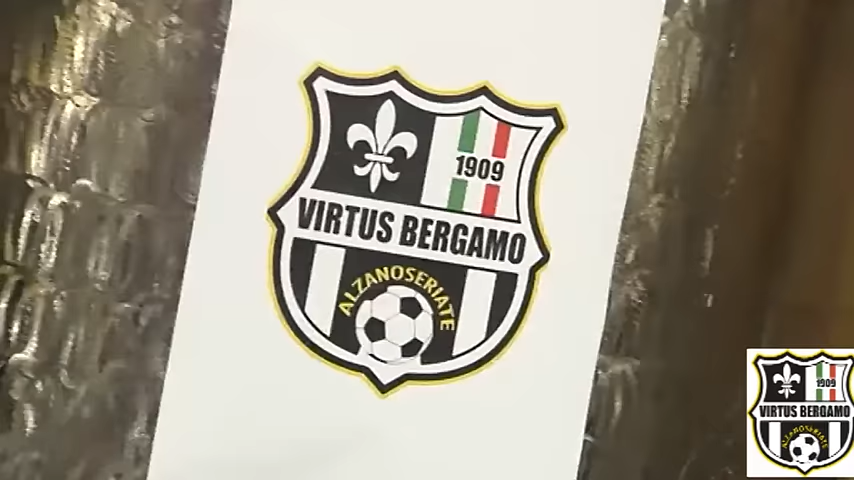 1909
VIRTUS BERGAMO
ALZANOSERIATE
1909
VIRTUS BERGAMO
ALZANOSERIATE